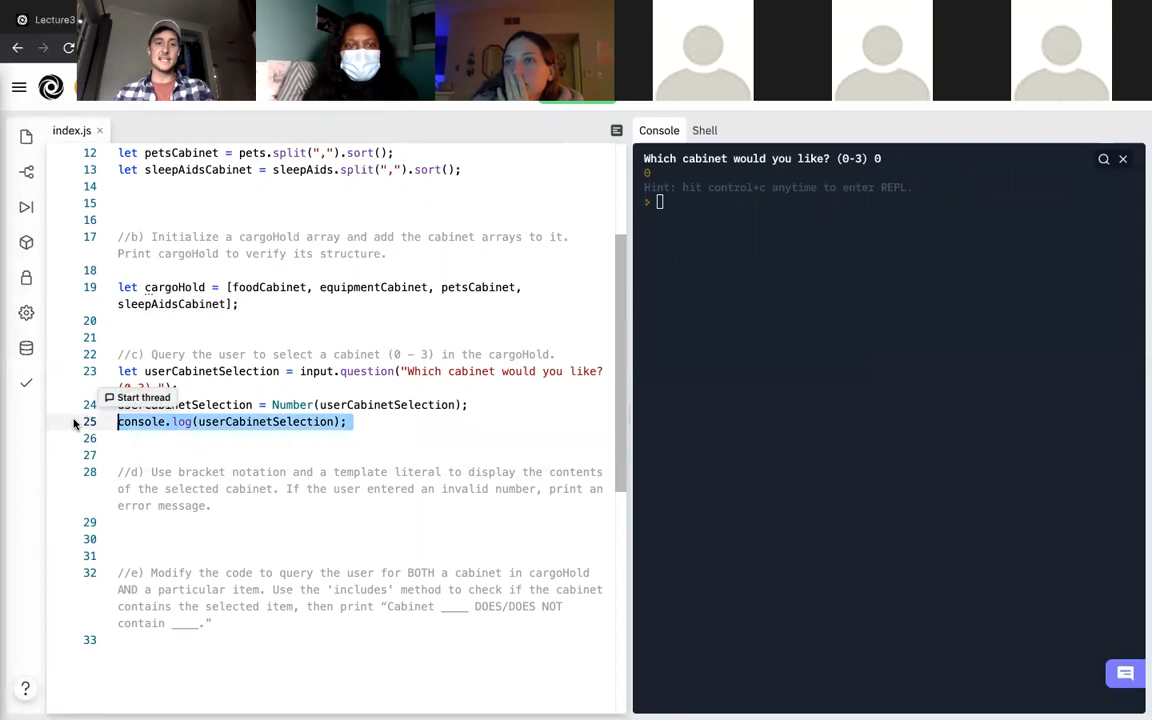 Lecture3
index.js ×
Console
Shell
12 let petsCabinet = pets.split(",").sort();
13 let sleepAidsCabinet = sleepAids.split(",").sort();
14
15
16
17 //b) Initialize a cargoHold array and add the cabinet arrays to it.
Print cargoHold to verify its structure.
18
19 let cargoHold = [foodCabinet, equipmentCabinet, petsCabinet,
sleepAidsCabinet];
20
21
22 //c) Query the user to select a cabinet (0 - 3) in the cargoHold.
23 let userCabinetSelection = input.question("Which cabinet would you like?
(0-3) ");
Start thread
24 userCabinetSelection = Number(userCabinetSelection);
25 console.log(userCabinetSelection);
26
27
28 //d) Use bracket notation and a template literal to display the contents
of the selected cabinet. If the user entered an invalid number, print an
error message.
29
30
31
32 //e) Modify the code to query the user for BOTH a cabinet in cargoHold
AND a particular item. Use the 'includes' method to check if the cabinet
contains the selected item, then print “Cabinet ____ DOES/DOES NOT
contain ____.”
33
Which cabinet would you like? (0-3) 0
0
Hint: hit control+c anytime to enter REPL.
>
?